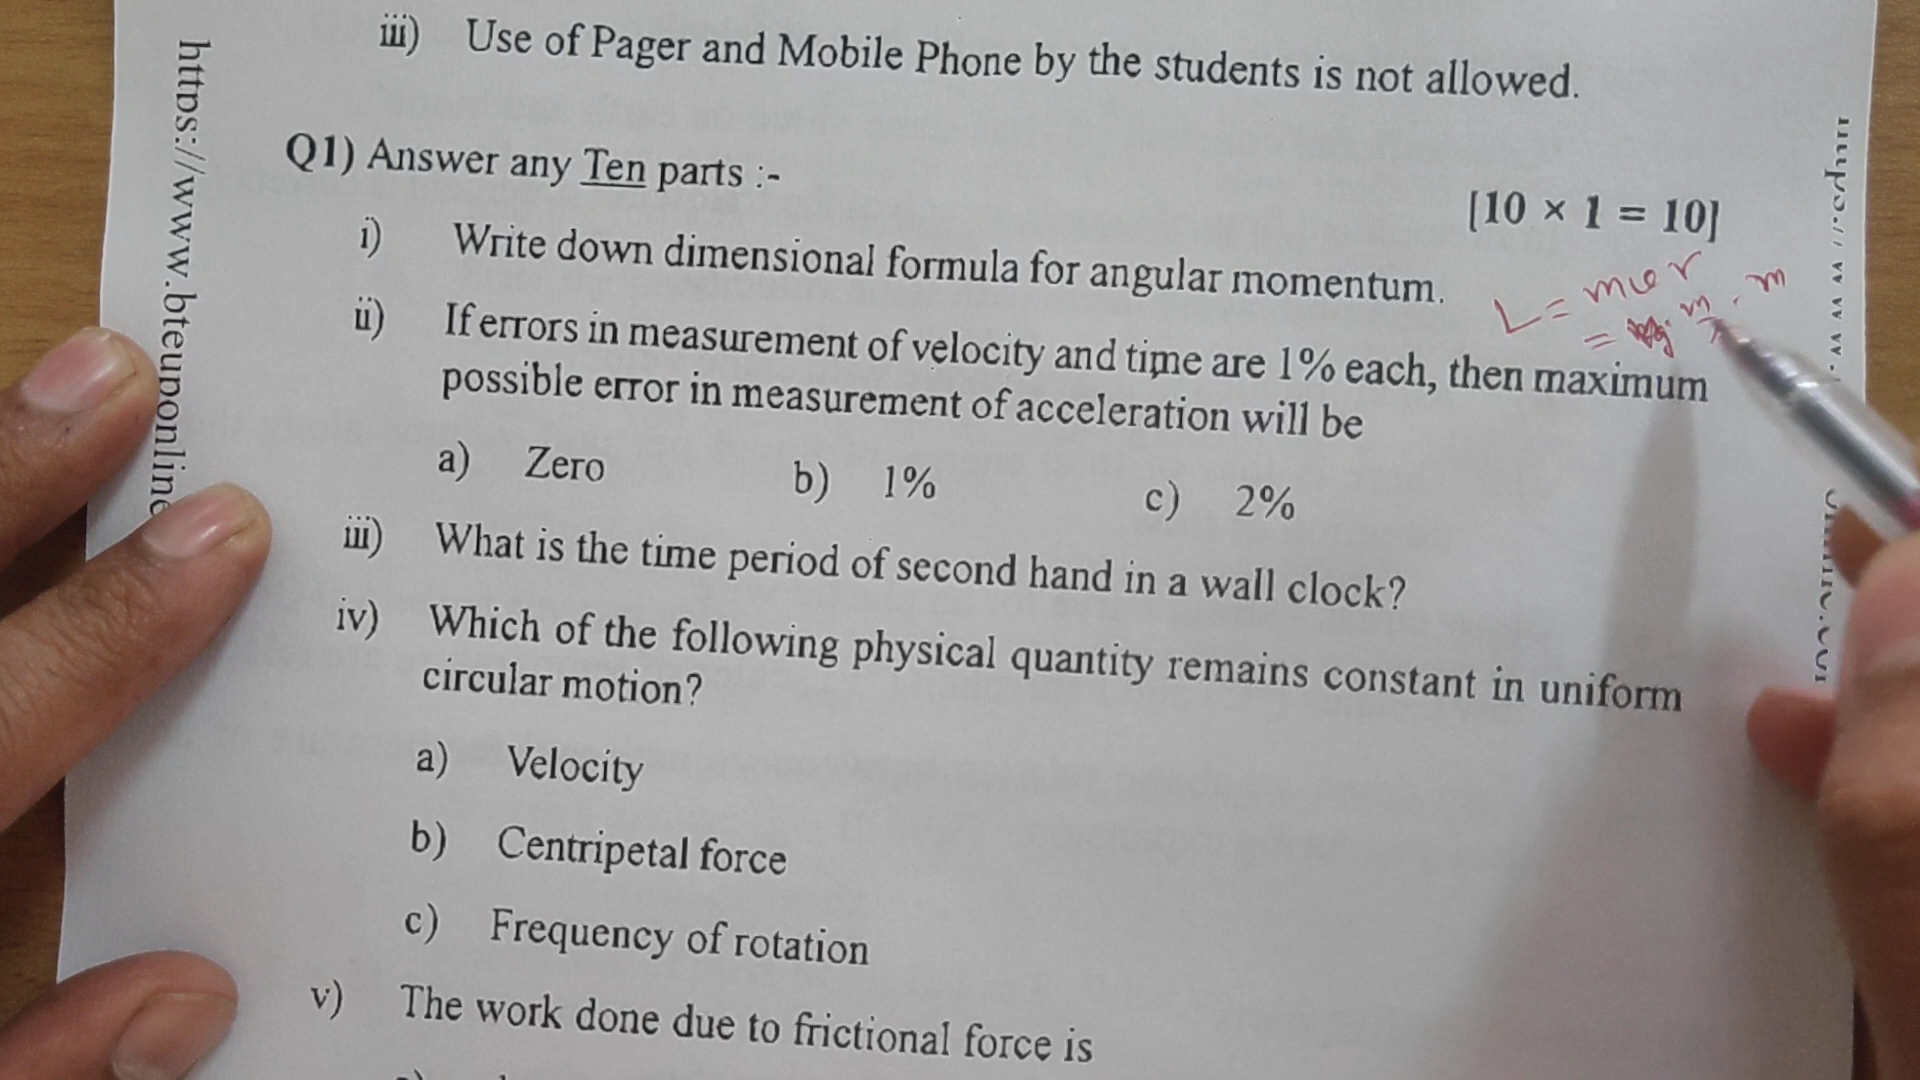 iii) Use of Pager and Mobile Phone by the students is not allowed.
Q1) Answer any Ten parts :-
[10 × 1 = 10]
i) Write down dimensional formula for angular momentum.
L = mvr
ii) If errors in measurement of velocity and time are 1% each, then maximum
possible error in measurement of acceleration will be
a) Zero b) 1% c) 2%
iii) What is the time period of second hand in a wall clock?
iv) Which of the following physical quantity remains constant in uniform
circular motion?
a) Velocity
b) Centripetal force
c) Frequency of rotation
v) The work done due to frictional force is
https://www.bteuponline